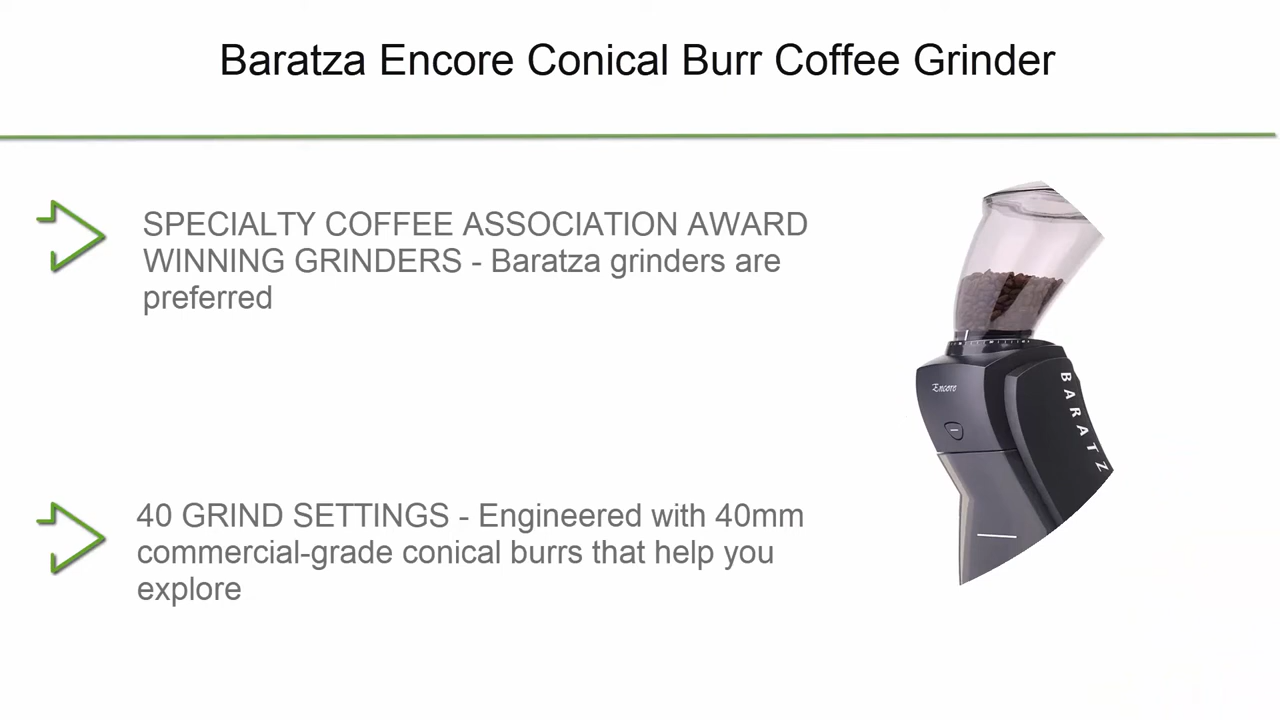 Baratza Encore Conical Burr Coffee Grinder
SPECIALTY COFFEE ASSOCIATION AWARD
WINNING GRINDERS - Baratza grinders are
preferred
Encore
BARATZ
40 GRIND SETTINGS - Engineered with 40mm
commercial-grade conical burrs that help you
explore